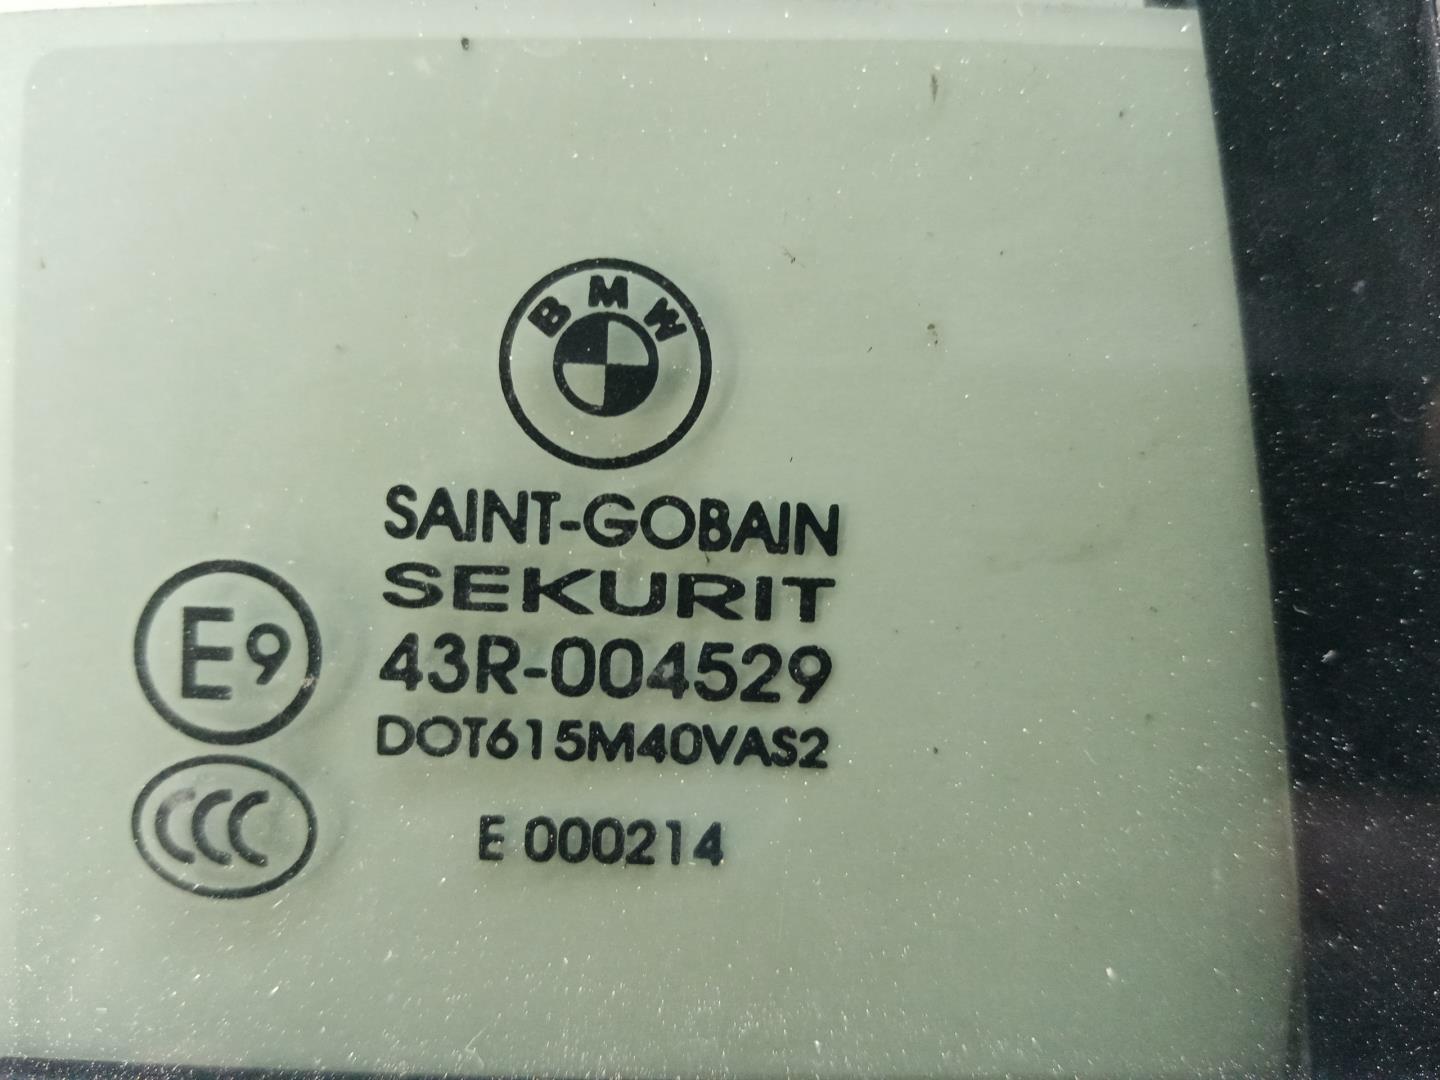 BMW
SAINT-GOBAIN
SEKURIT
E9
43R-004529
DOT615M40VAS2
CCC
E 000214